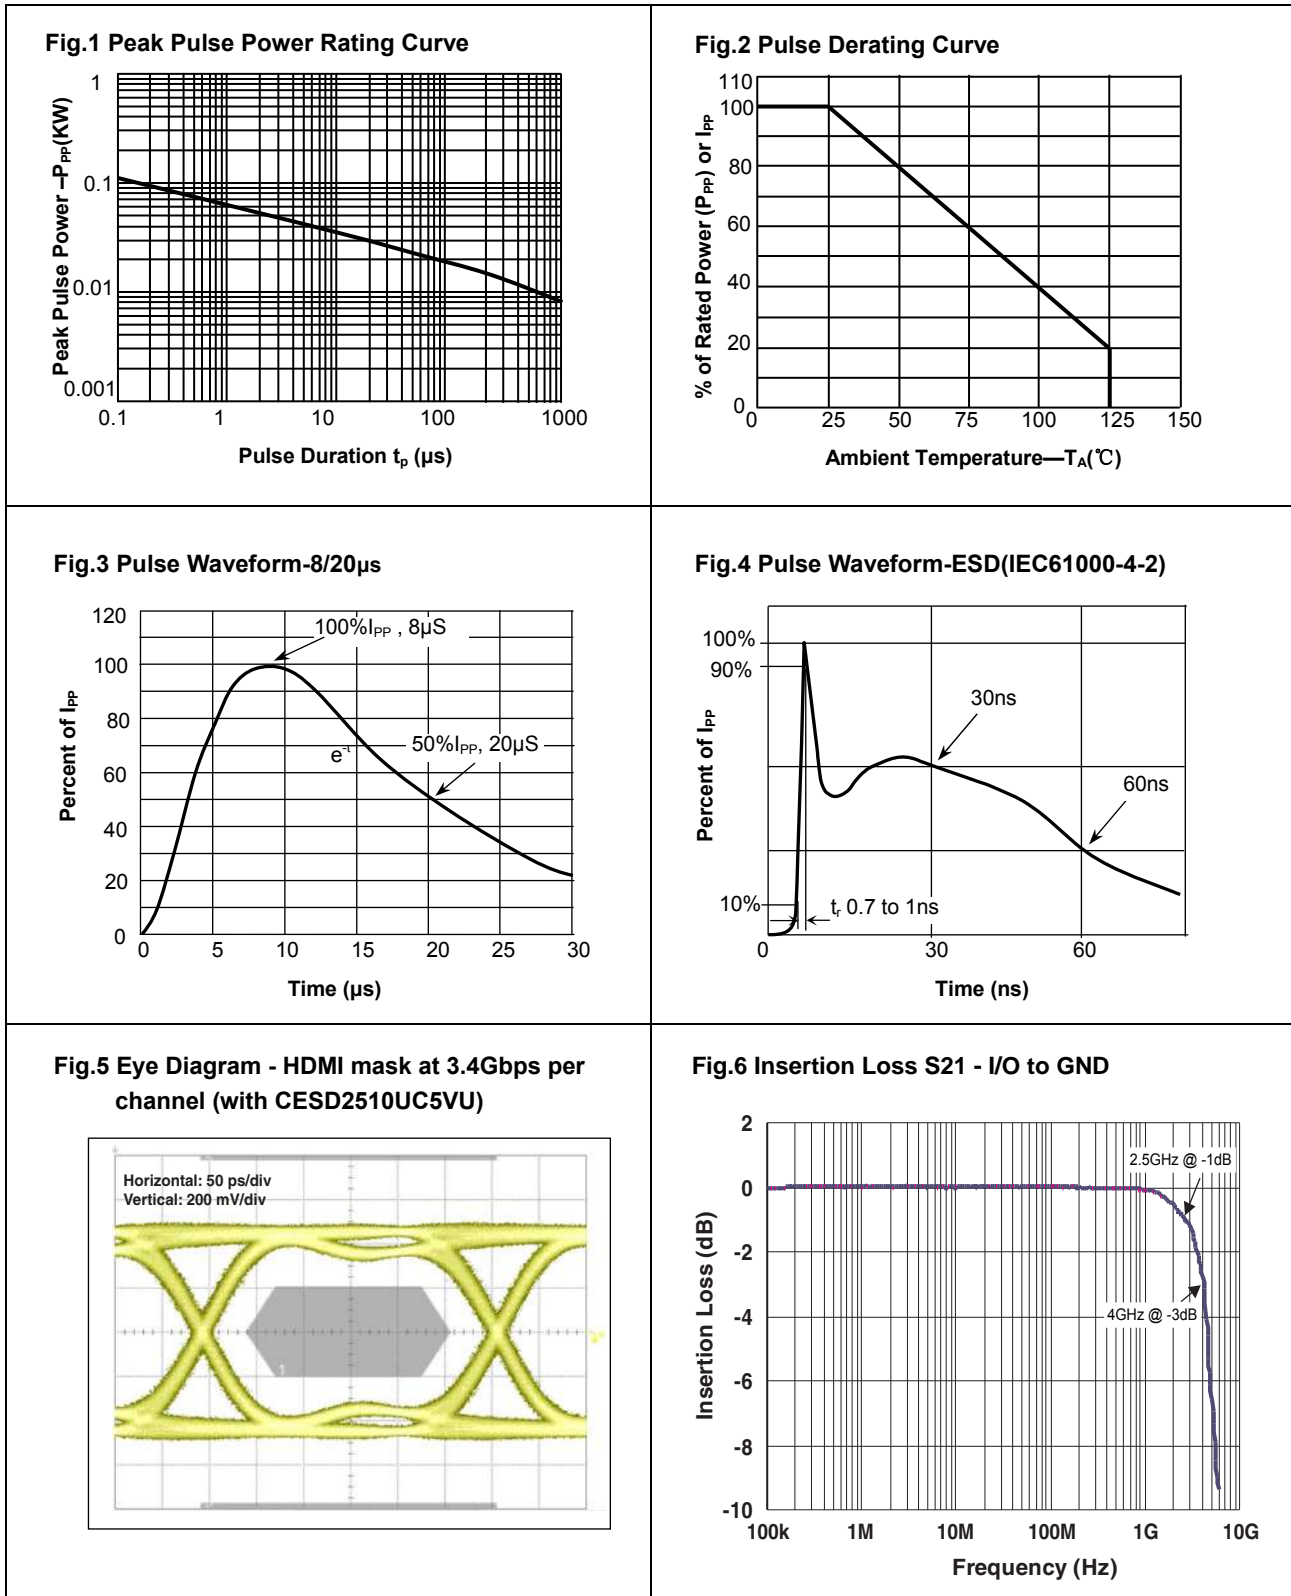 Fig.1 Peak Pulse Power Rating Curve
Peak Pulse Power –PPP(KW)
1
0.1
0.01
0.001
0.1 1 10 100 1000
Pulse Duration tp (µs)
Fig.2 Pulse Derating Curve
% of Rated Power (PPP) or IPP
110
100
80
60
40
20
0
0 25 50 75 100 125 150
Ambient Temperature—TA(℃)
Fig.3 Pulse Waveform-8/20µs
Percent of IPP
120
100
80
60
40
20
0
100%IPP , 8µS
50%IPP, 20µS
e-t
0 5 10 15 20 25 30
Time (µs)
Fig.4 Pulse Waveform-ESD(IEC61000-4-2)
Percent of IPP
100%
90%
10%
30ns
60ns
tr 0.7 to 1ns
0 30 60
Time (ns)
Fig.5 Eye Diagram - HDMI mask at 3.4Gbps per
channel (with CESD2510UC5VU)
Horizontal: 50 ps/div
Vertical: 200 mV/div
1
Fig.6 Insertion Loss S21 - I/O to GND
Insertion Loss (dB)
2
0
-2
-4
-6
-8
-10
2.5GHz @ -1dB
4GHz @ -3dB
100k 1M 10M 100M 1G 10G
Frequency (Hz)